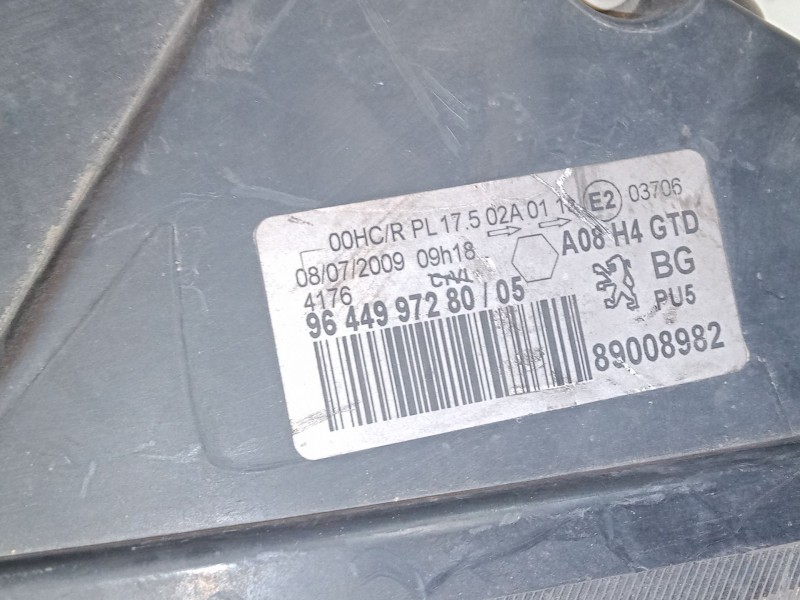 00HC/R PL 17.5 02A 01 E2 03706
08/07/2009 09h18 A08 H4 GTD
4176 BG
96 449 972 80 / 05 PU5
89008982